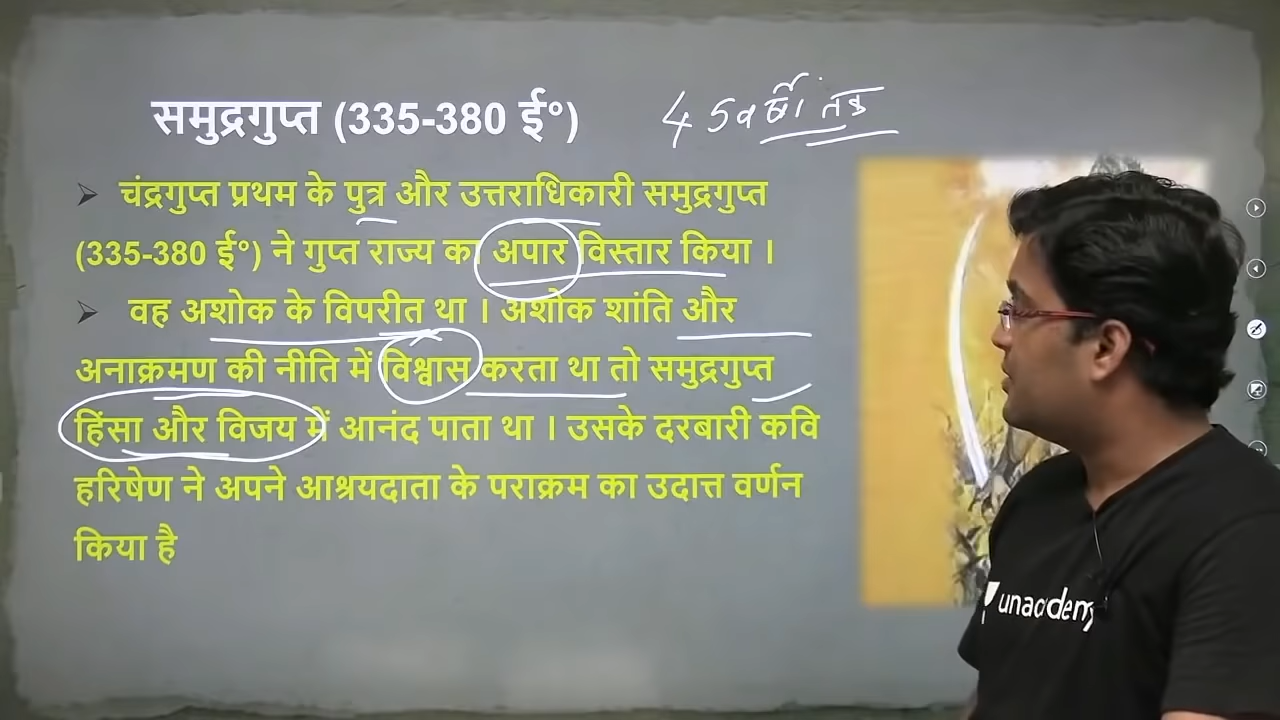 समुद्रगुप्त (335-380 ई°)
45 वर्षों तक
➢ चंद्रगुप्त प्रथम के पुत्र और उत्तराधिकारी समुद्रगुप्त
(335-380 ई°) ने गुप्त राज्य का अपार विस्तार किया ।
➢ वह अशोक के विपरीत था । अशोक शांति और
अनाक्रमण की नीति में विश्वास करता था तो समुद्रगुप्त
हिंसा और विजय में आनंद पाता था । उसके दरबारी कवि
हरिषेण ने अपने आश्रयदाता के पराक्रम का उदात्त वर्णन
किया है
unacademy